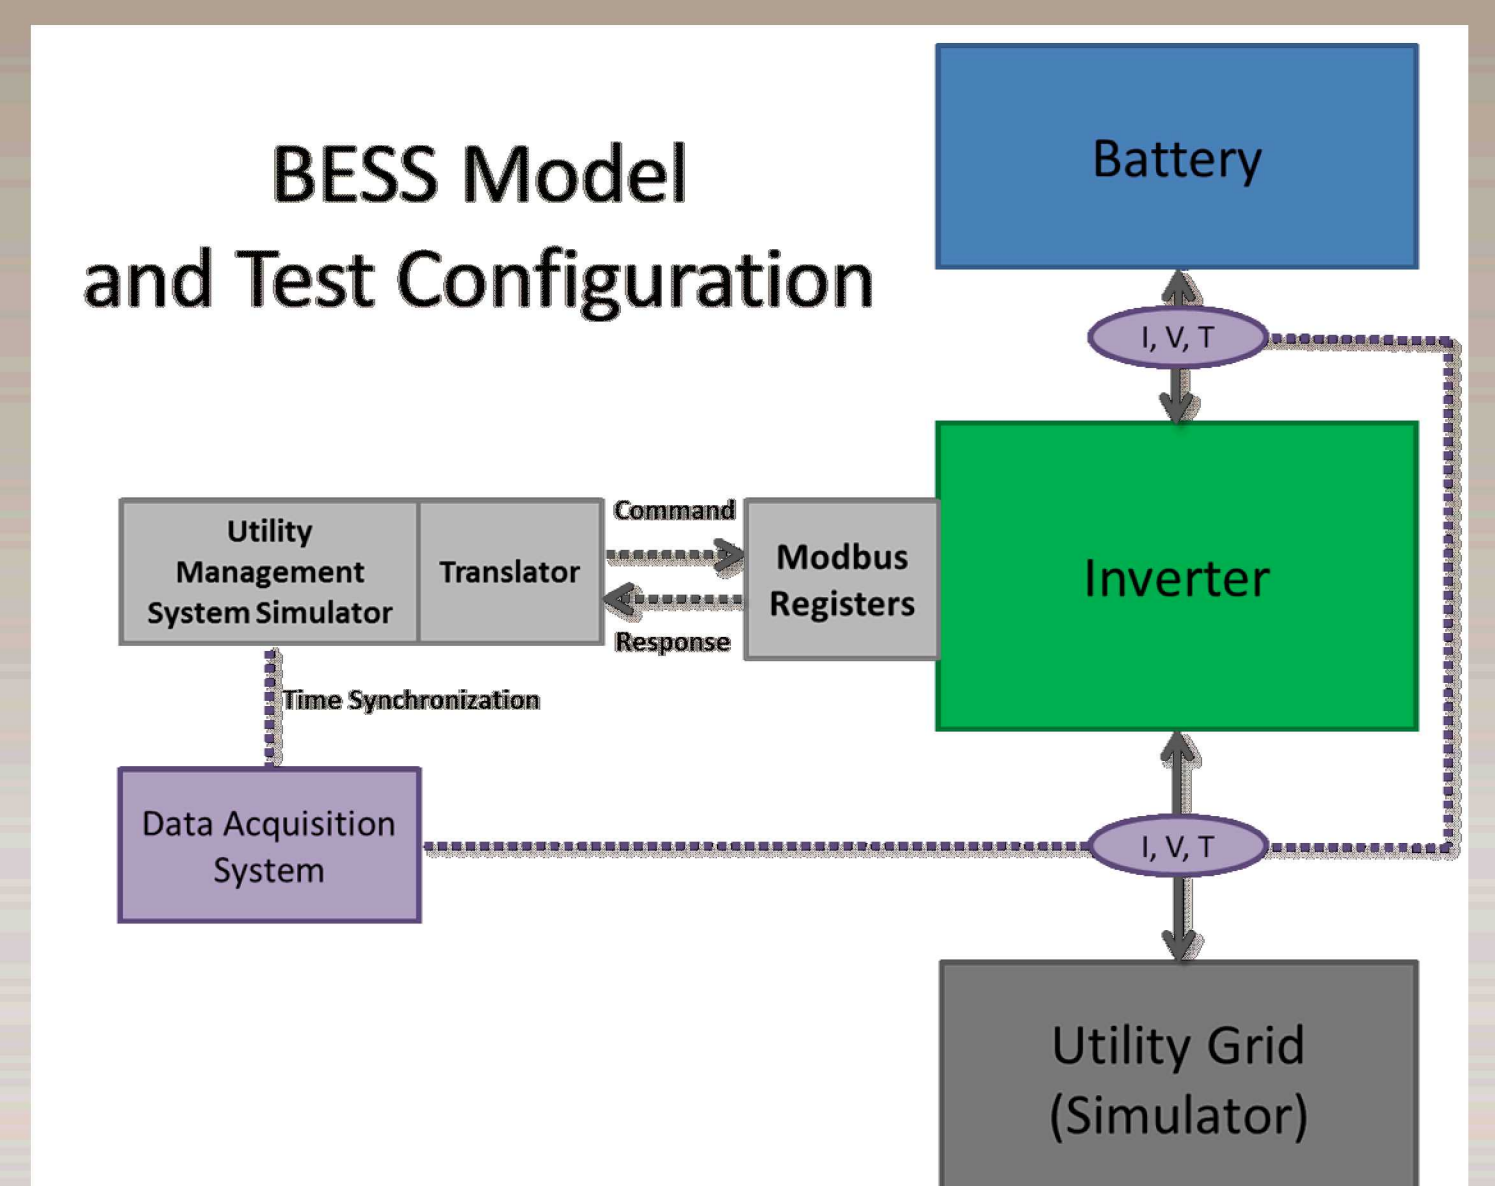 BESS Model
and Test Configuration
Battery
I, V, T
Utility
Management
System Simulator
Translator
Command
Response
Modbus
Registers
Inverter
Time Synchronization
Data Acquisition
System
I, V, T
Utility Grid
(Simulator)